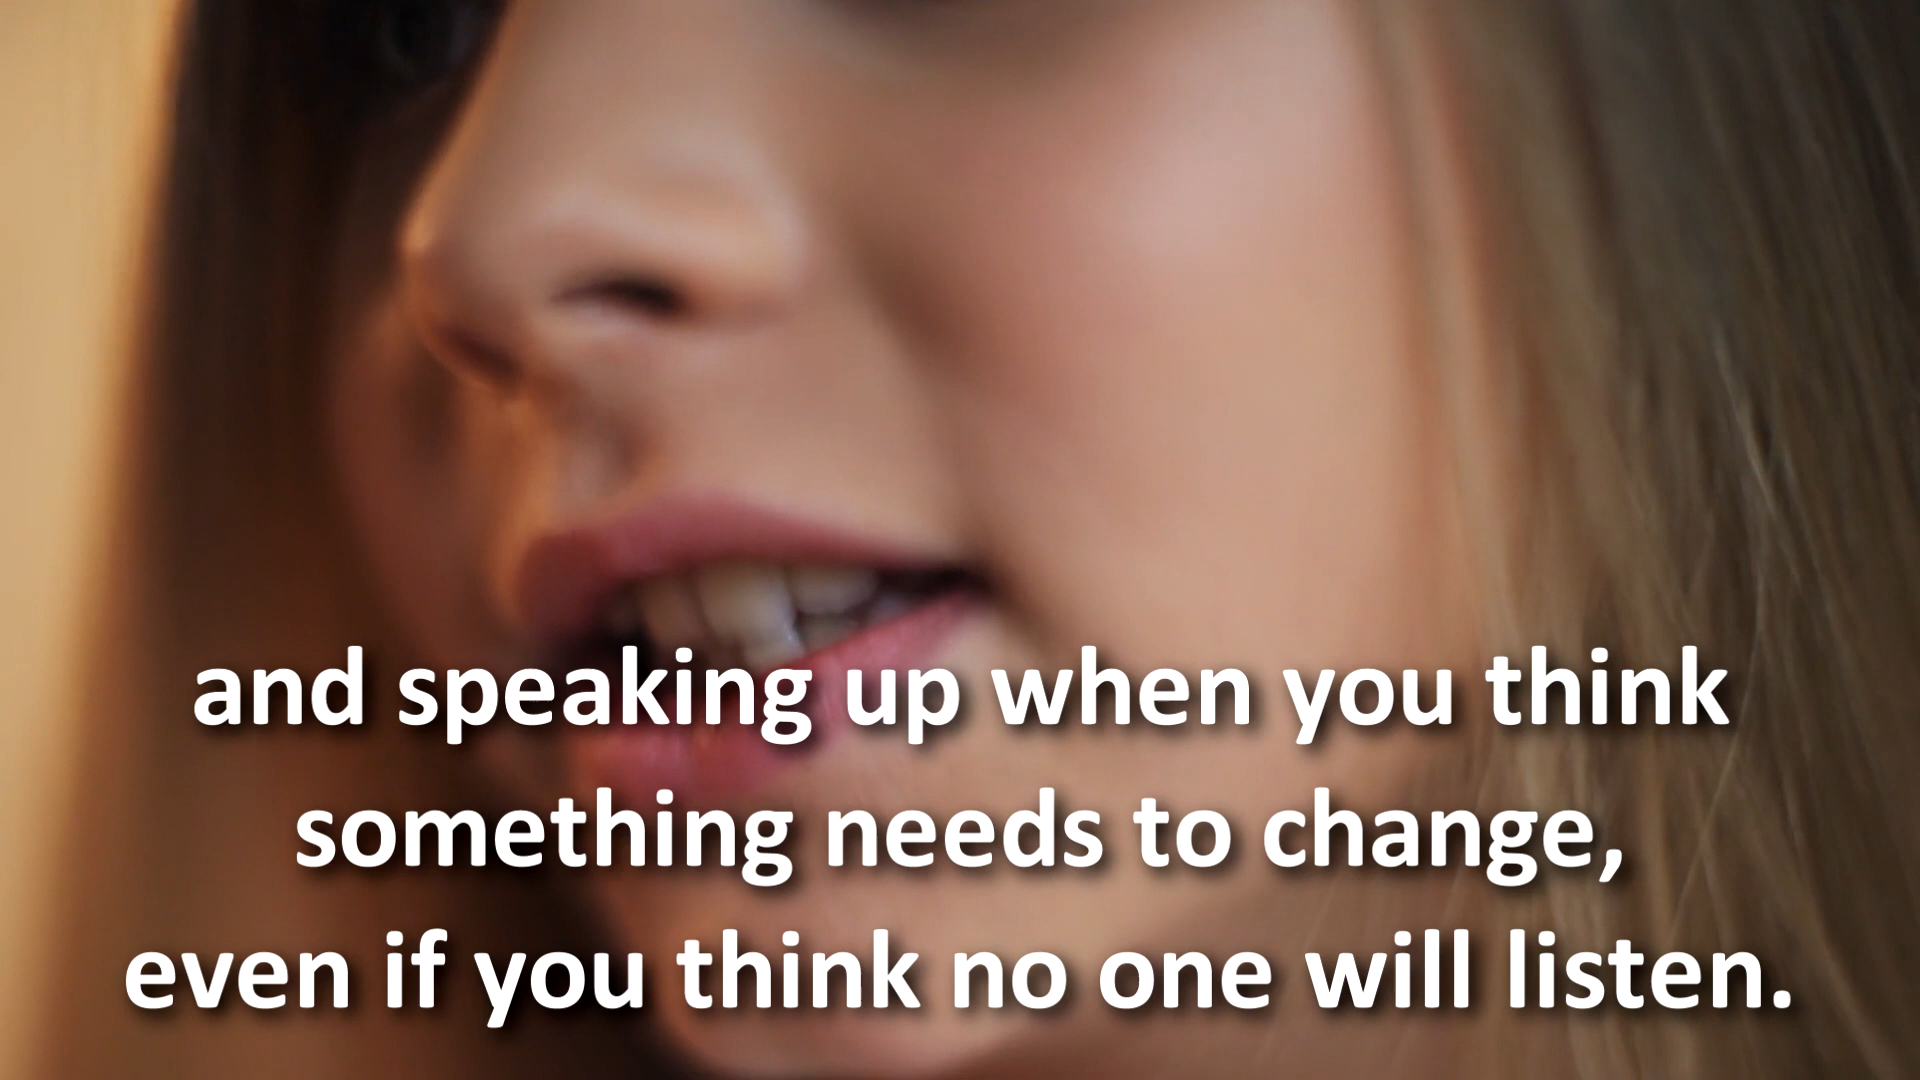 and speaking up when you think
something needs to change,
even if you think no one will listen.